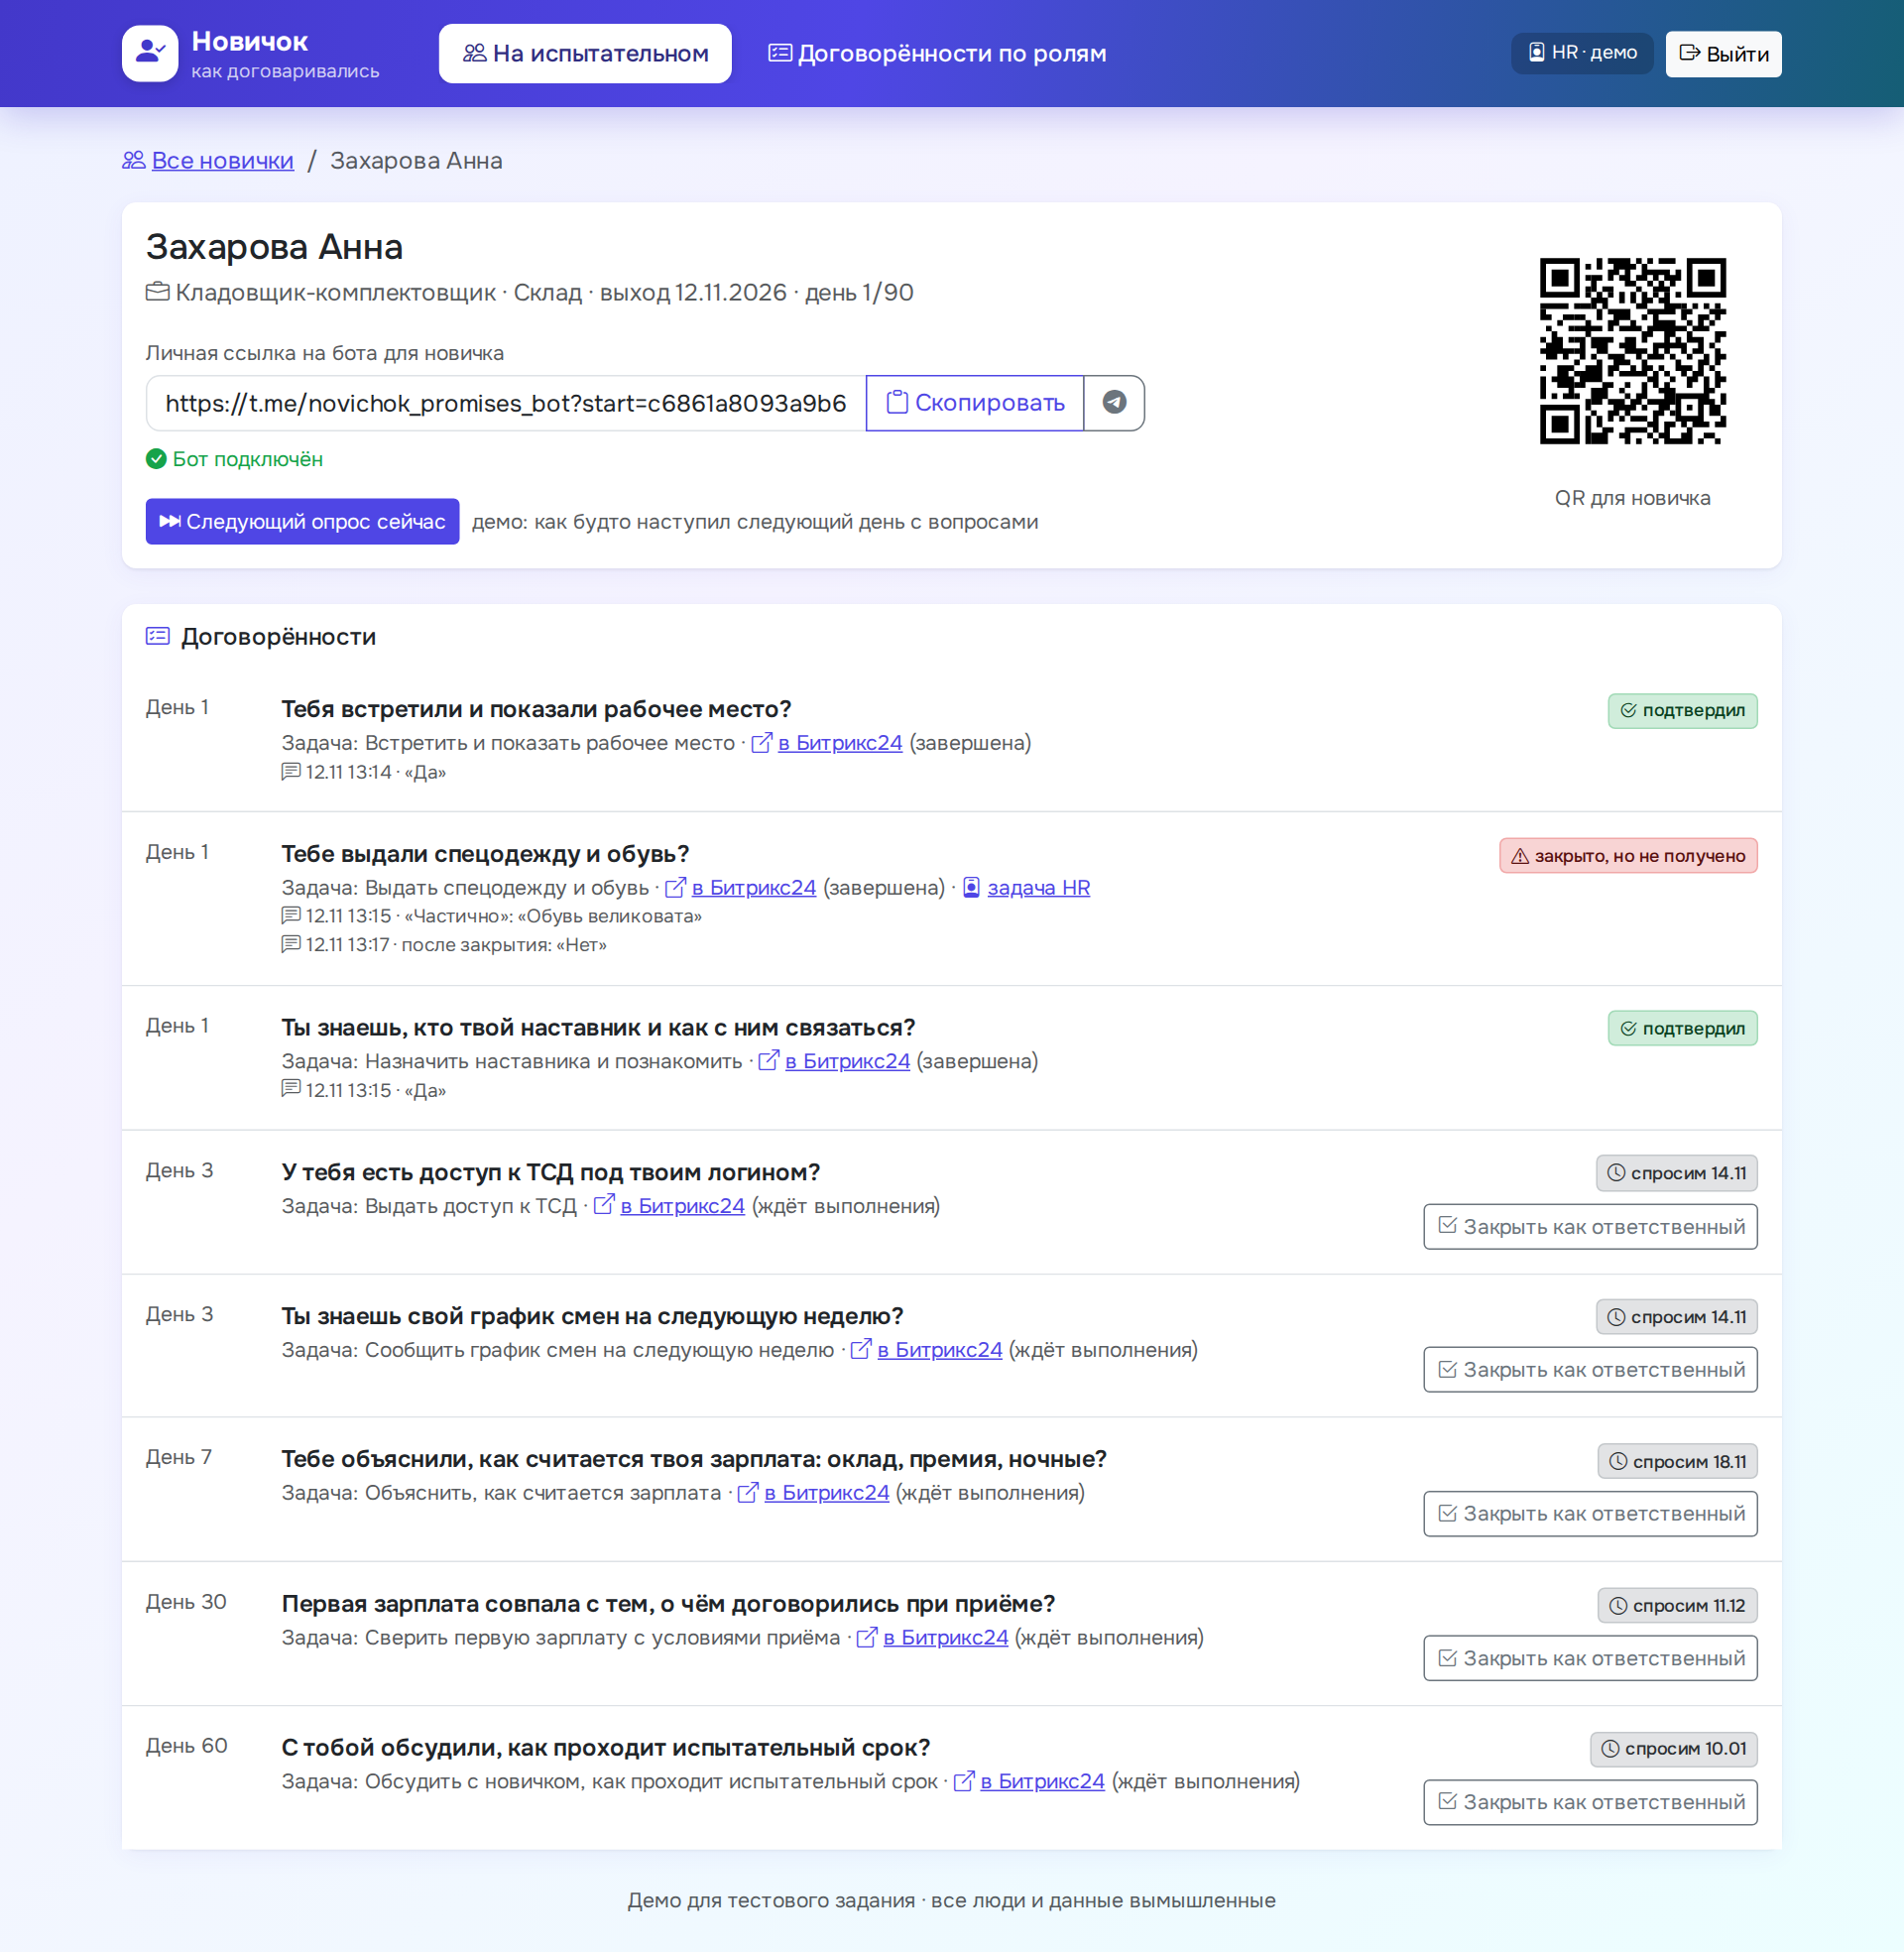 Новичок
как договаривались
На испытательном
Договорённости по ролям
HR · демо
Выйти
Все новички / Захарова Анна
Захарова Анна
Кладовщик-комплектовщик · Склад · выход 12.11.2026 · день 1/90
Личная ссылка на бота для новичка
https://t.me/novichok_promises_bot?start=c6861a8093a9b6
Скопировать
Бот подключён
Следующий опрос сейчас
демо: как будто наступил следующий день с вопросами
QR для новичка
Договорённости
День 1
Тебя встретили и показали рабочее место?
подтвердил
Задача: Встретить и показать рабочее место · в Битрикс24 (завершена)
12.11 13:14 · «Да»
День 1
Тебе выдали спецодежду и обувь?
закрыто, но не получено
Задача: Выдать спецодежду и обувь · в Битрикс24 (завершена) · задача HR
12.11 13:15 · «Частично»: «Обувь великовата»
12.11 13:17 · после закрытия: «Нет»
День 1
Ты знаешь, кто твой наставник и как с ним связаться?
подтвердил
Задача: Назначить наставника и познакомить · в Битрикс24 (завершена)
12.11 13:15 · «Да»
День 3
У тебя есть доступ к ТСД под твоим логином?
спросим 14.11
Задача: Выдать доступ к ТСД · в Битрикс24 (ждёт выполнения)
Закрыть как ответственный
День 3
Ты знаешь свой график смен на следующую неделю?
спросим 14.11
Задача: Сообщить график смен на следующую неделю · в Битрикс24 (ждёт выполнения)
Закрыть как ответственный
День 7
Тебе объяснили, как считается твоя зарплата: оклад, премия, ночные?
спросим 18.11
Задача: Объяснить, как считается зарплата · в Битрикс24 (ждёт выполнения)
Закрыть как ответственный
День 30
Первая зарплата совпала с тем, о чём договорились при приёме?
спросим 11.12
Задача: Сверить первую зарплату с условиями приёма · в Битрикс24 (ждёт выполнения)
Закрыть как ответственный
День 60
С тобой обсудили, как проходит испытательный срок?
спросим 10.01
Задача: Обсудить с новичком, как проходит испытательный срок · в Битрикс24 (ждёт выполнения)
Закрыть как ответственный
Демо для тестового задания · все люди и данные вымышленные